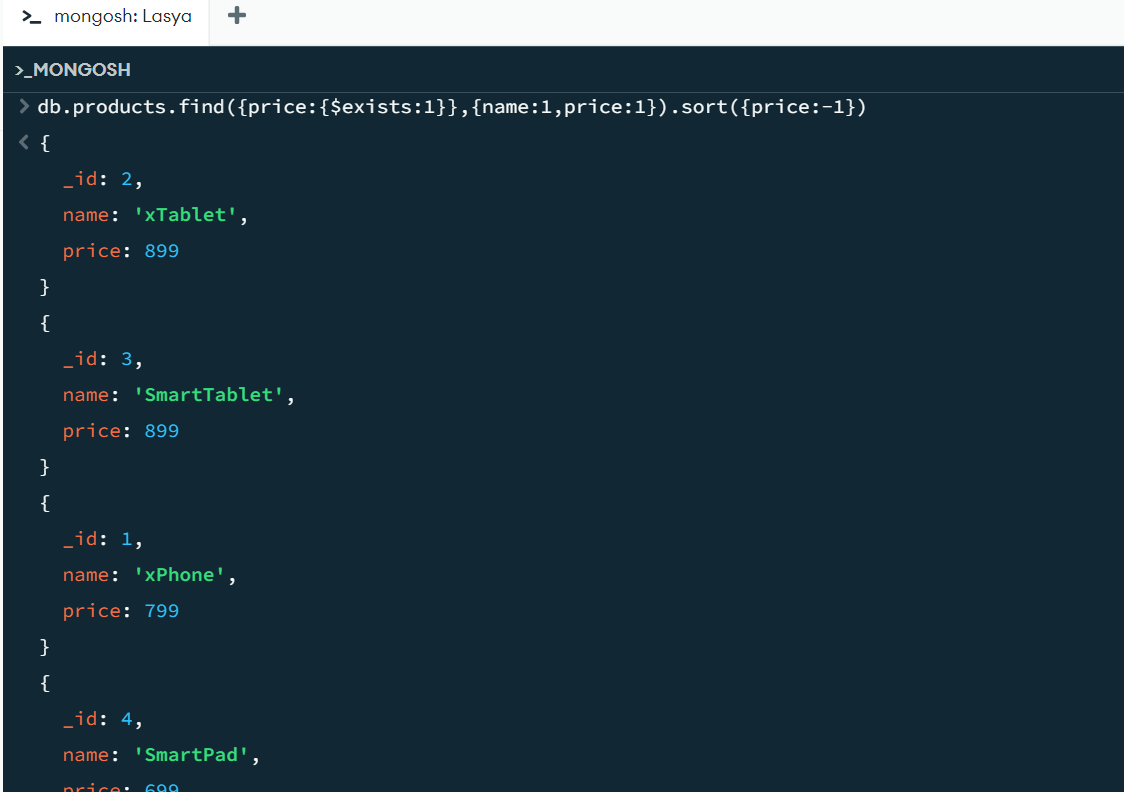 >_ mongosh: Lasya +
>_MONGOSH
> db.products.find({price:{$exists:1}},{name:1,price:1}).sort({price:-1})
< {
_id: 2,
name: 'xTablet',
price: 899
}
{
_id: 3,
name: 'SmartTablet',
price: 899
}
{
_id: 1,
name: 'xPhone',
price: 799
}
{
_id: 4,
name: 'SmartPad',
price: 699